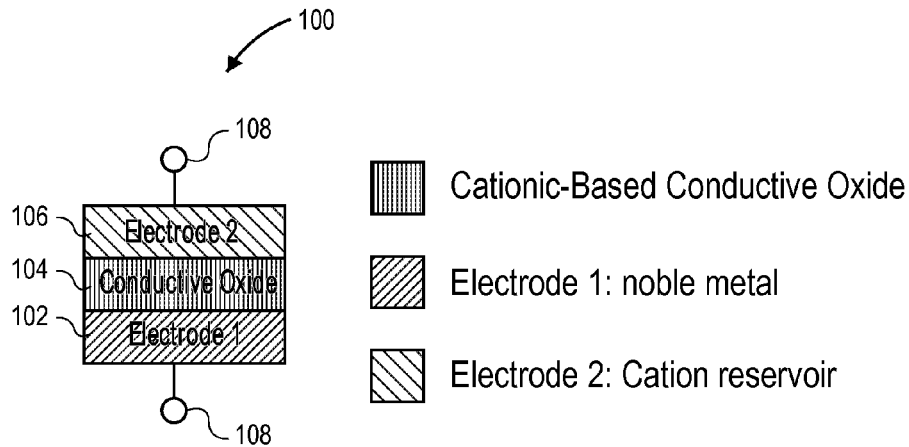 100
108
106
Electrode 2
104
Conductive Oxide
102
Electrode 1
108
Cationic-Based Conductive Oxide
Electrode 1: noble metal
Electrode 2: Cation reservoir